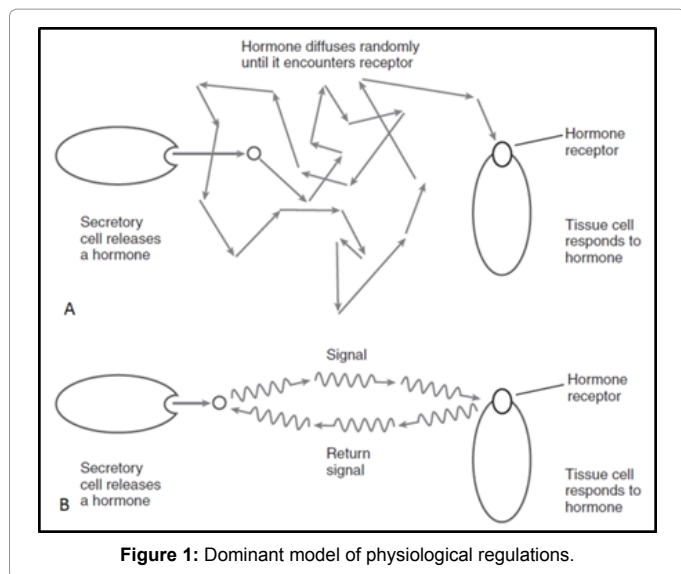 Hormone diffuses randomly
until it encounters receptor
Hormone
receptor
Secretory
cell releases
a hormone
Tissue cell
responds to
hormone
A
Signal
Hormone
receptor
Return
signal
Secretory
cell releases
B a hormone
Tissue cell
responds to
hormone
Figure 1: Dominant model of physiological regulations.